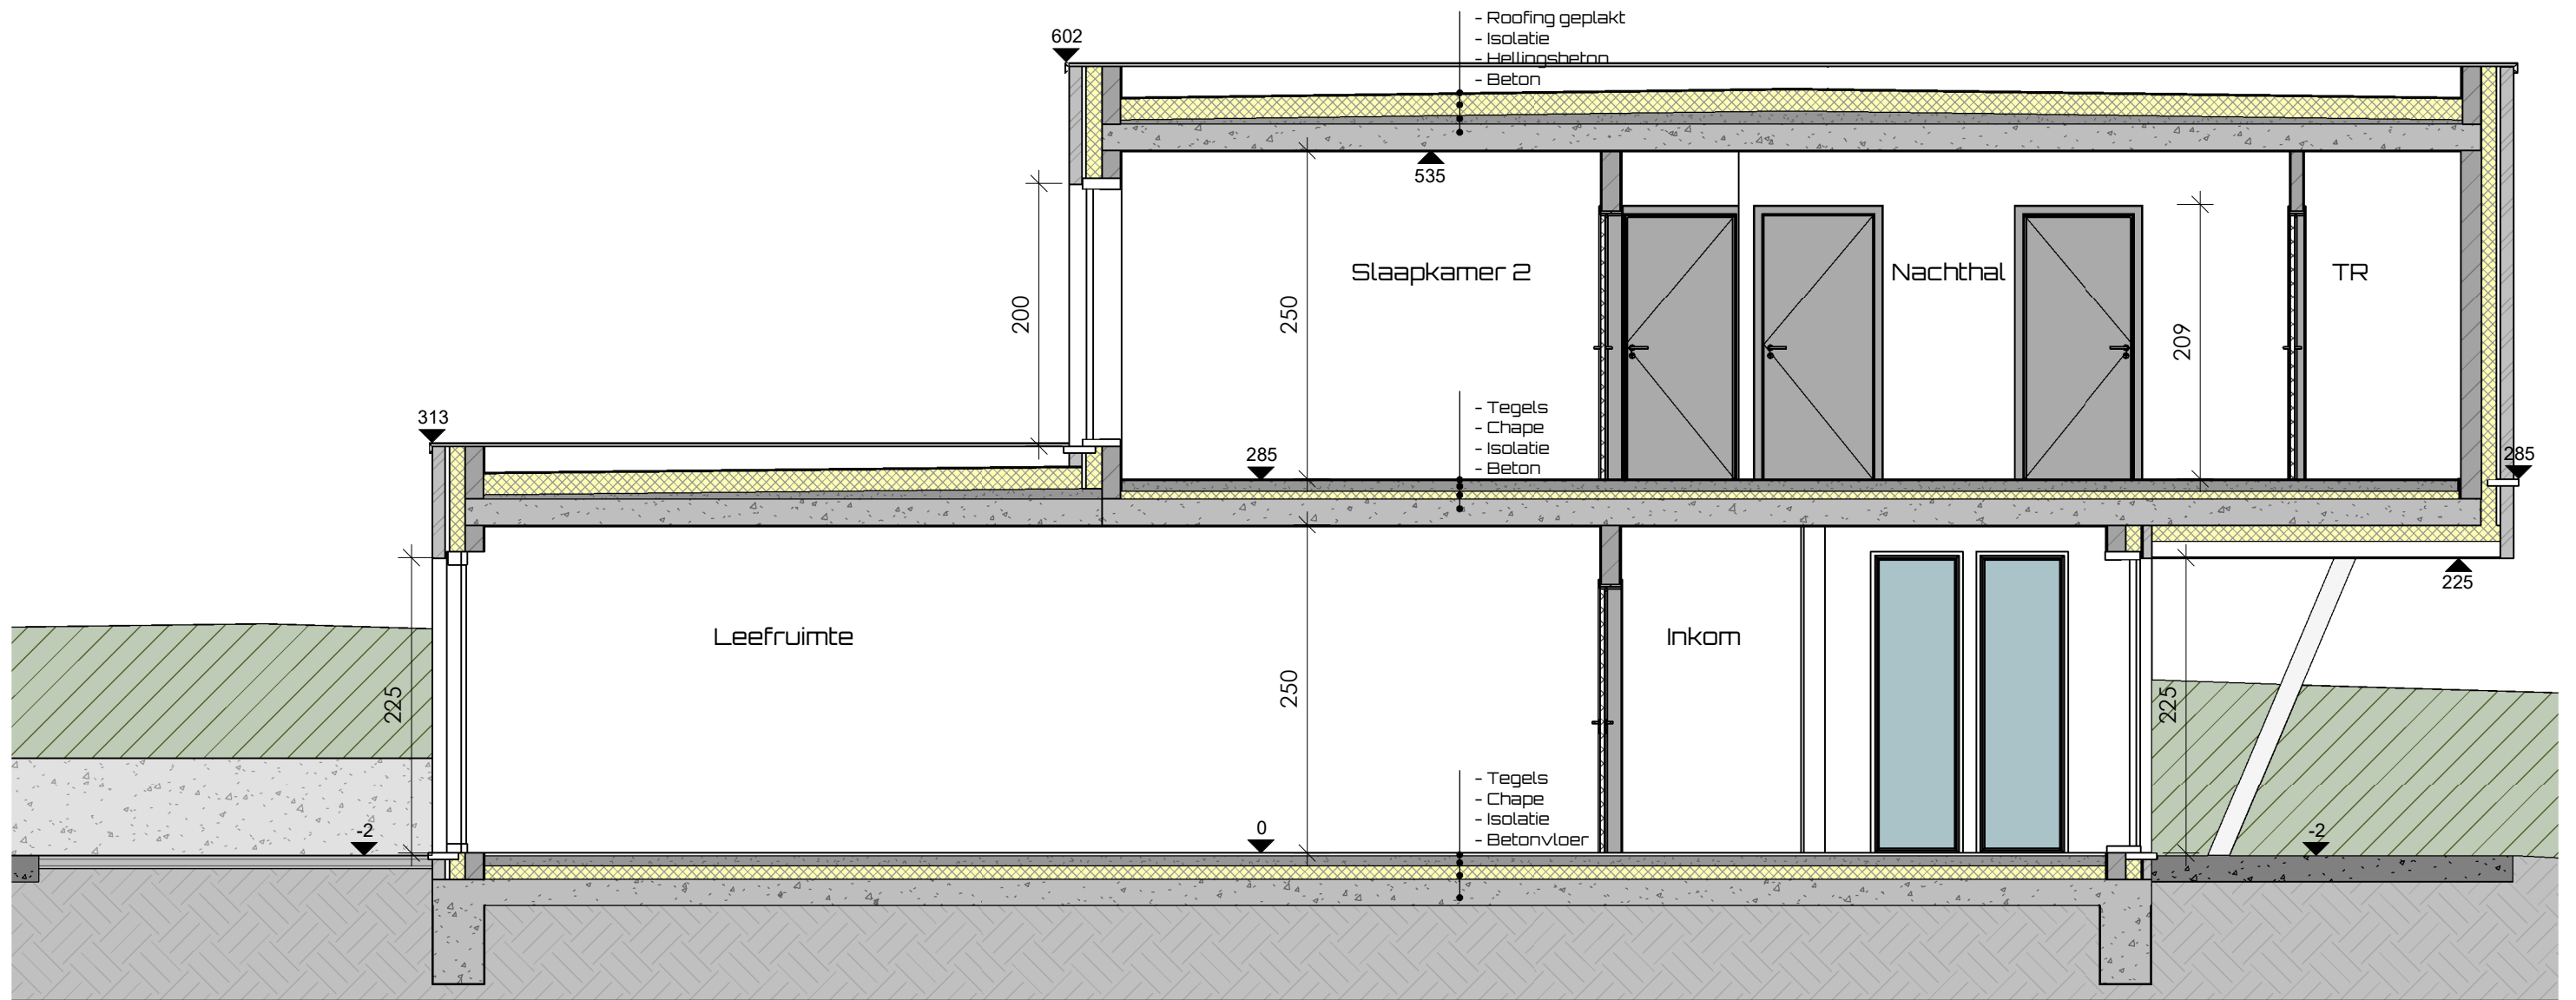 - Roofing geplakt
- Isolatie
- Hellingsbeton
- Beton
602
535
Slaapkamer 2
Nachthal
TR
200
250
209
- Tegels
- Chape
- Isolatie
- Beton
313
285
285
225
Leefruimte
Inkom
225
250
225
- Tegels
- Chape
- Isolatie
- Betonvloer
-2
0
-2